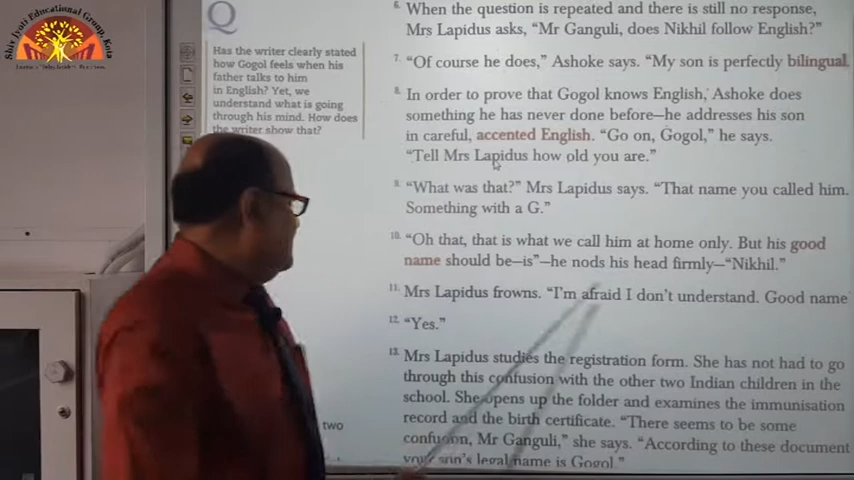 Shiv Jyoti Educational Group, Kota
Q
Has the writer clearly stated
how Gogol feels when his
father talks to him
in English? Yet, we
understand what is going
through his mind. How does
the writer show that?
6. When the question is repeated and there is still no response,
Mrs Lapidus asks, “Mr Ganguli, does Nikhil follow English?”
7. “Of course he does,” Ashoke says. “My son is perfectly bilingual.
8. In order to prove that Gogol knows English, Ashoke does
something he has never done before—he addresses his son
in careful, accented English. “Go on, Gogol,” he says.
“Tell Mrs Lapidus how old you are.”
9. “What was that?” Mrs Lapidus says. “That name you called him.
Something with a G.”
10. “Oh that, that is what we call him at home only. But his good
name should be—is”—he nods his head firmly—“Nikhil.”
11. Mrs Lapidus frowns. “I’m afraid I don’t understand. Good name
12. “Yes.”
13. Mrs Lapidus studies the registration form. She has not had to go
through this confusion with the other two Indian children in the
school. She opens up the folder and examines the immunisation
record and the birth certificate. “There seems to be some
confusion, Mr Ganguli,” she says. “According to these document
your son’s legal name is Gogol.”
two